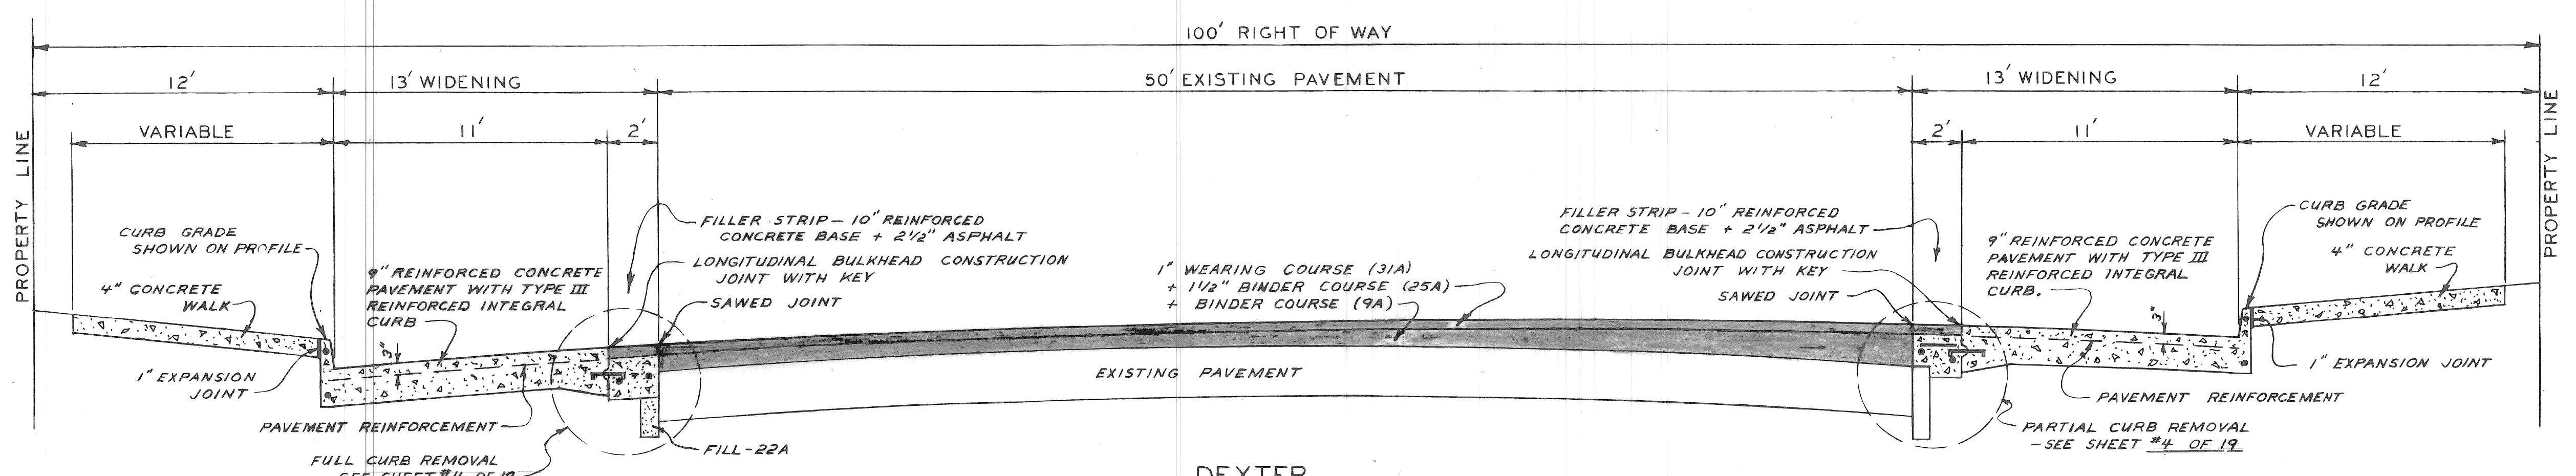 100' RIGHT OF WAY
12'
13' WIDENING
50' EXISTING PAVEMENT
13' WIDENING
12'
VARIABLE
11'
2'
2'
11'
VARIABLE
PROPERTY LINE
PROPERTY LINE
CURB GRADE
SHOWN ON PROFILE
4" CONCRETE
WALK
9" REINFORCED CONCRETE
PAVEMENT WITH TYPE III
REINFORCED INTEGRAL
CURB
FILLER STRIP - 10" REINFORCED
CONCRETE BASE + 2 1/2" ASPHALT
LONGITUDINAL BULKHEAD CONSTRUCTION
JOINT WITH KEY
SAWED JOINT
1" WEARING COURSE (31A)
+ 1 1/2" BINDER COURSE (25A)
+ BINDER COURSE (9A)
FILLER STRIP - 10" REINFORCED
CONCRETE BASE + 2 1/2" ASPHALT
LONGITUDINAL BULKHEAD CONSTRUCTION
JOINT WITH KEY
SAWED JOINT
9" REINFORCED CONCRETE
PAVEMENT WITH TYPE III
REINFORCED INTEGRAL
CURB.
CURB GRADE
SHOWN ON PROFILE
4" CONCRETE
WALK
3"
3"
1" EXPANSION
JOINT
EXISTING PAVEMENT
1" EXPANSION JOINT
PAVEMENT REINFORCEMENT
PAVEMENT REINFORCEMENT
FILL-22A
FULL CURB REMOVAL
SEE SHEET #4 OF 19
PARTIAL CURB REMOVAL
- SEE SHEET #4 OF 19
DEXTER